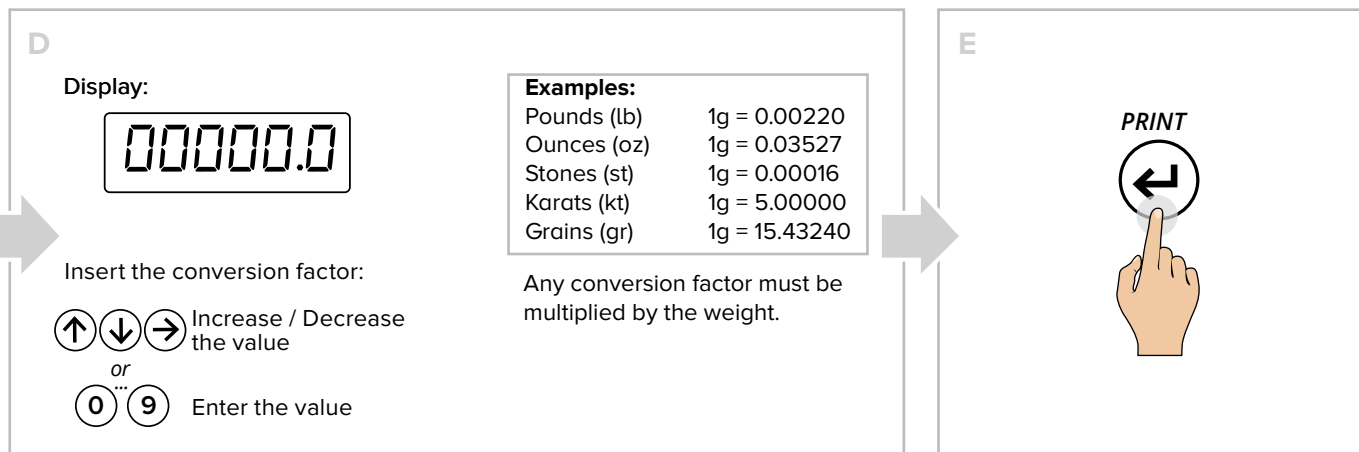 D
Display:
00000.0
Insert the conversion factor:
Increase / Decrease
the value
or
...
0 9 Enter the value
Examples:
Pounds (lb) 1g = 0.00220
Ounces (oz) 1g = 0.03527
Stones (st) 1g = 0.00016
Karats (kt) 1g = 5.00000
Grains (gr) 1g = 15.43240
Any conversion factor must be
multiplied by the weight.
E
PRINT